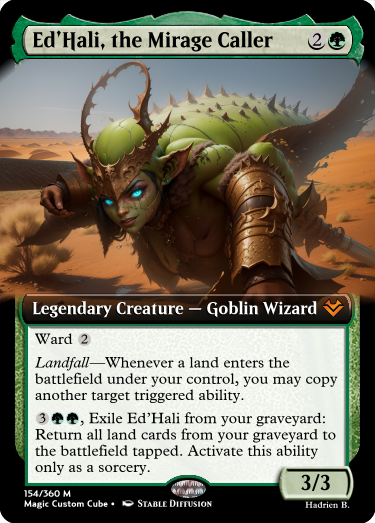 Ed'Hali, the Mirage Caller 2
Legendary Creature — Goblin Wizard
Ward 2
Landfall—Whenever a land enters the
battlefield under your control, you may copy
another target triggered ability.
3, Exile Ed'Hali from your graveyard:
Return all land cards from your graveyard to
the battlefield tapped. Activate this ability
only as a sorcery.
3/3
154/360 M
Magic Custom Cube • Stable Diffusion
Hadrien B.